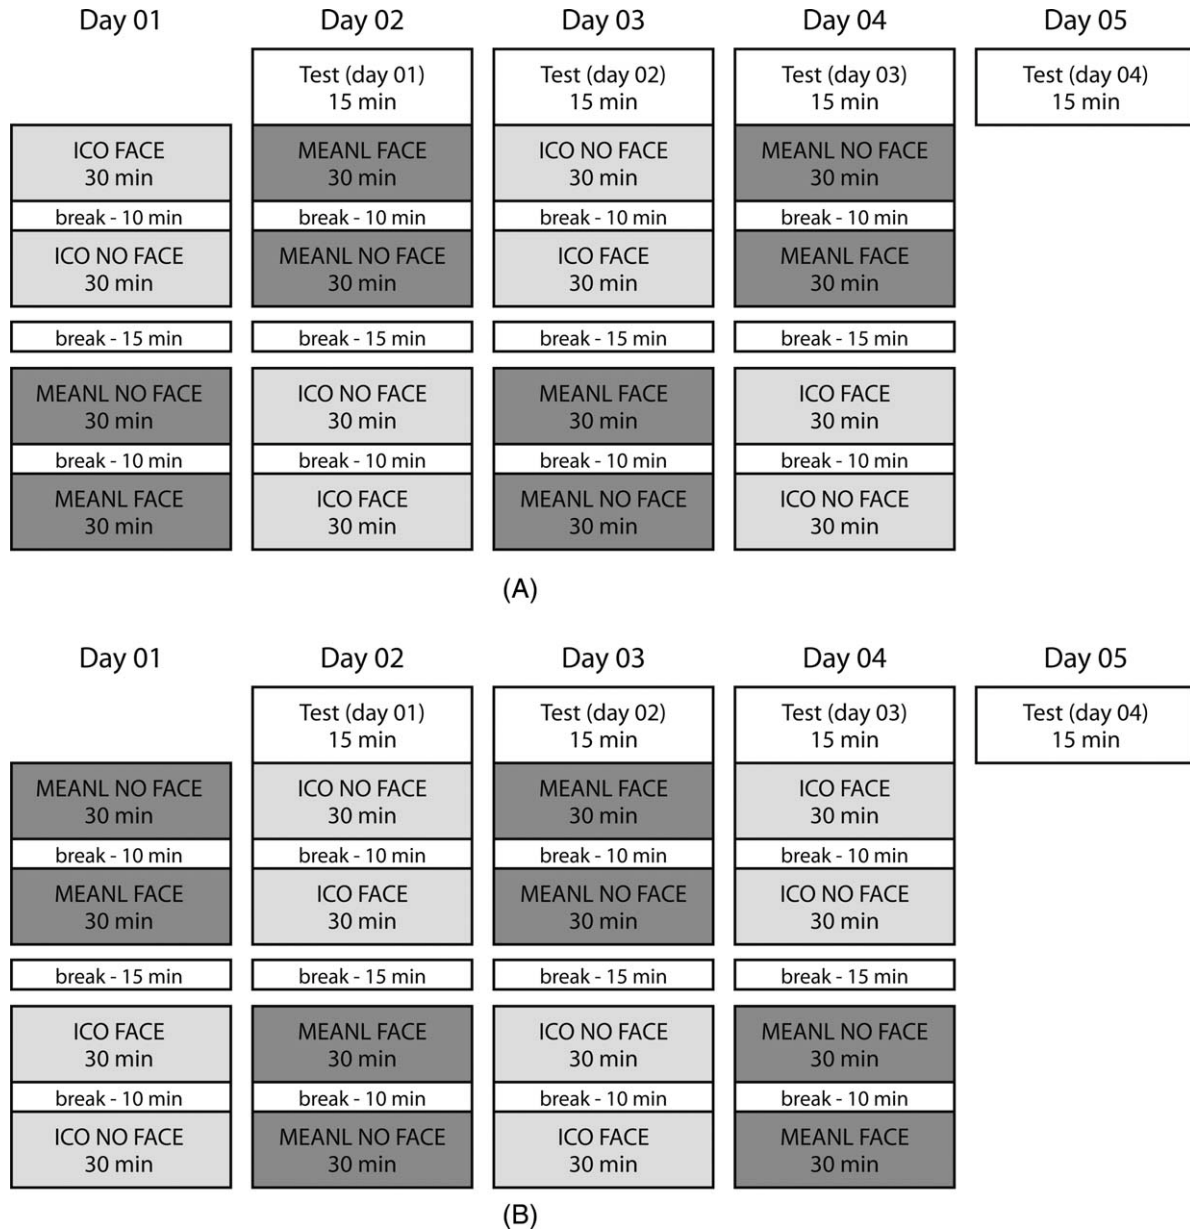 Day 01
Day 02
Day 03
Day 04
Day 05
Test (day 01)
15 min
Test (day 02)
15 min
Test (day 03)
15 min
Test (day 04)
15 min
ICO FACE
30 min
MEANL FACE
30 min
ICO NO FACE
30 min
MEANL NO FACE
30 min
break - 10 min
break - 10 min
break - 10 min
break - 10 min
ICO NO FACE
30 min
MEANL NO FACE
30 min
ICO FACE
30 min
MEANL FACE
30 min
break - 15 min
break - 15 min
break - 15 min
break - 15 min
MEANL NO FACE
30 min
ICO NO FACE
30 min
MEANL FACE
30 min
ICO FACE
30 min
break - 10 min
break - 10 min
break - 10 min
break - 10 min
MEANL FACE
30 min
ICO FACE
30 min
MEANL NO FACE
30 min
ICO NO FACE
30 min
(A)
Day 01
Day 02
Day 03
Day 04
Day 05
Test (day 01)
15 min
Test (day 02)
15 min
Test (day 03)
15 min
Test (day 04)
15 min
MEANL NO FACE
30 min
ICO NO FACE
30 min
MEANL FACE
30 min
ICO FACE
30 min
break - 10 min
break - 10 min
break - 10 min
break - 10 min
MEANL FACE
30 min
ICO FACE
30 min
MEANL NO FACE
30 min
ICO NO FACE
30 min
break - 15 min
break - 15 min
break - 15 min
break - 15 min
ICO FACE
30 min
MEANL FACE
30 min
ICO NO FACE
30 min
MEANL NO FACE
30 min
break - 10 min
break - 10 min
break - 10 min
break - 10 min
ICO NO FACE
30 min
MEANL NO FACE
30 min
ICO FACE
30 min
MEANL FACE
30 min
(B)